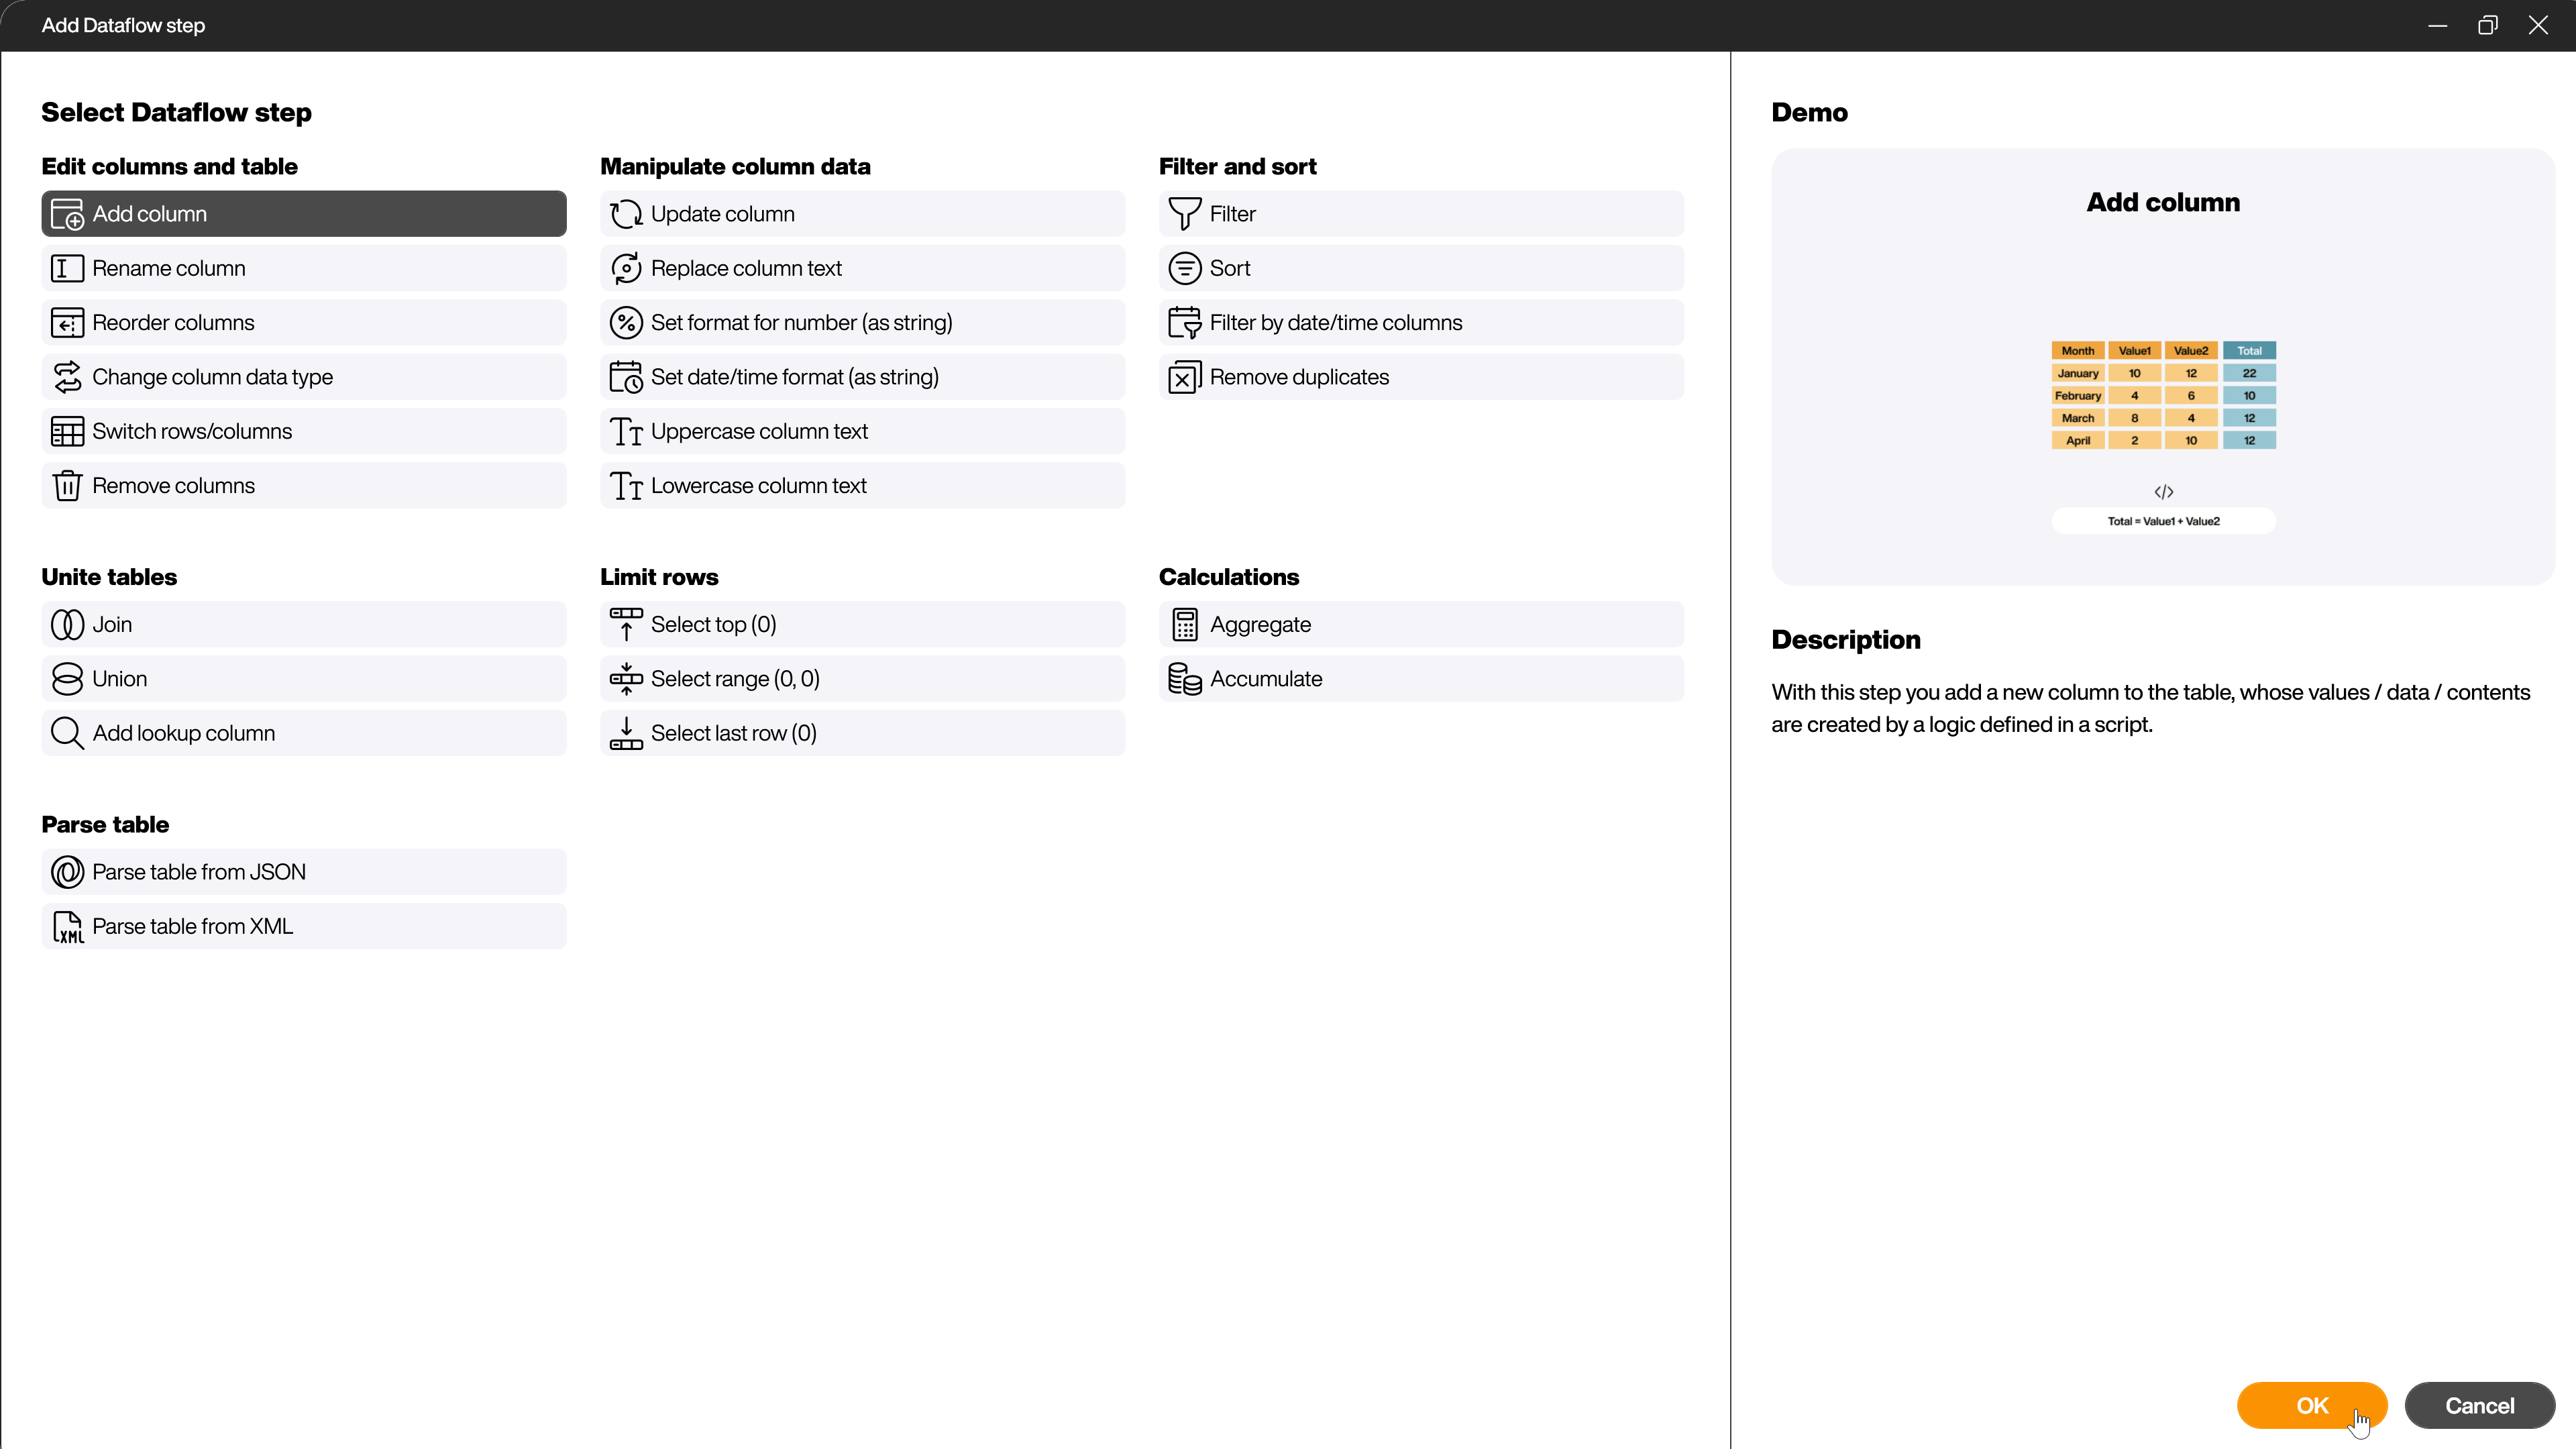 Add Dataflow step
Select Dataflow step
Edit columns and table
Add column
Rename column
Reorder columns
Change column data type
Switch rows/columns
Remove columns
Manipulate column data
Update column
Replace column text
Set format for number (as string)
Set date/time format (as string)
Uppercase column text
Lowercase column text
Filter and sort
Filter
Sort
Filter by date/time columns
Remove duplicates
Unite tables
Join
Union
Add lookup column
Limit rows
Select top (0)
Select range (0, 0)
Select last row (0)
Calculations
Aggregate
Accumulate
Parse table
Parse table from JSON
XML Parse table from XML
Demo
Add column
Month Value1 Value2 Total
January 10 12 22
February 4 6 10
March 8 4 12
April 2 10 12
</>
Total = Value1 + Value2
Description
With this step you add a new column to the table, whose values / data / contents
are created by a logic defined in a script.
OK Cancel